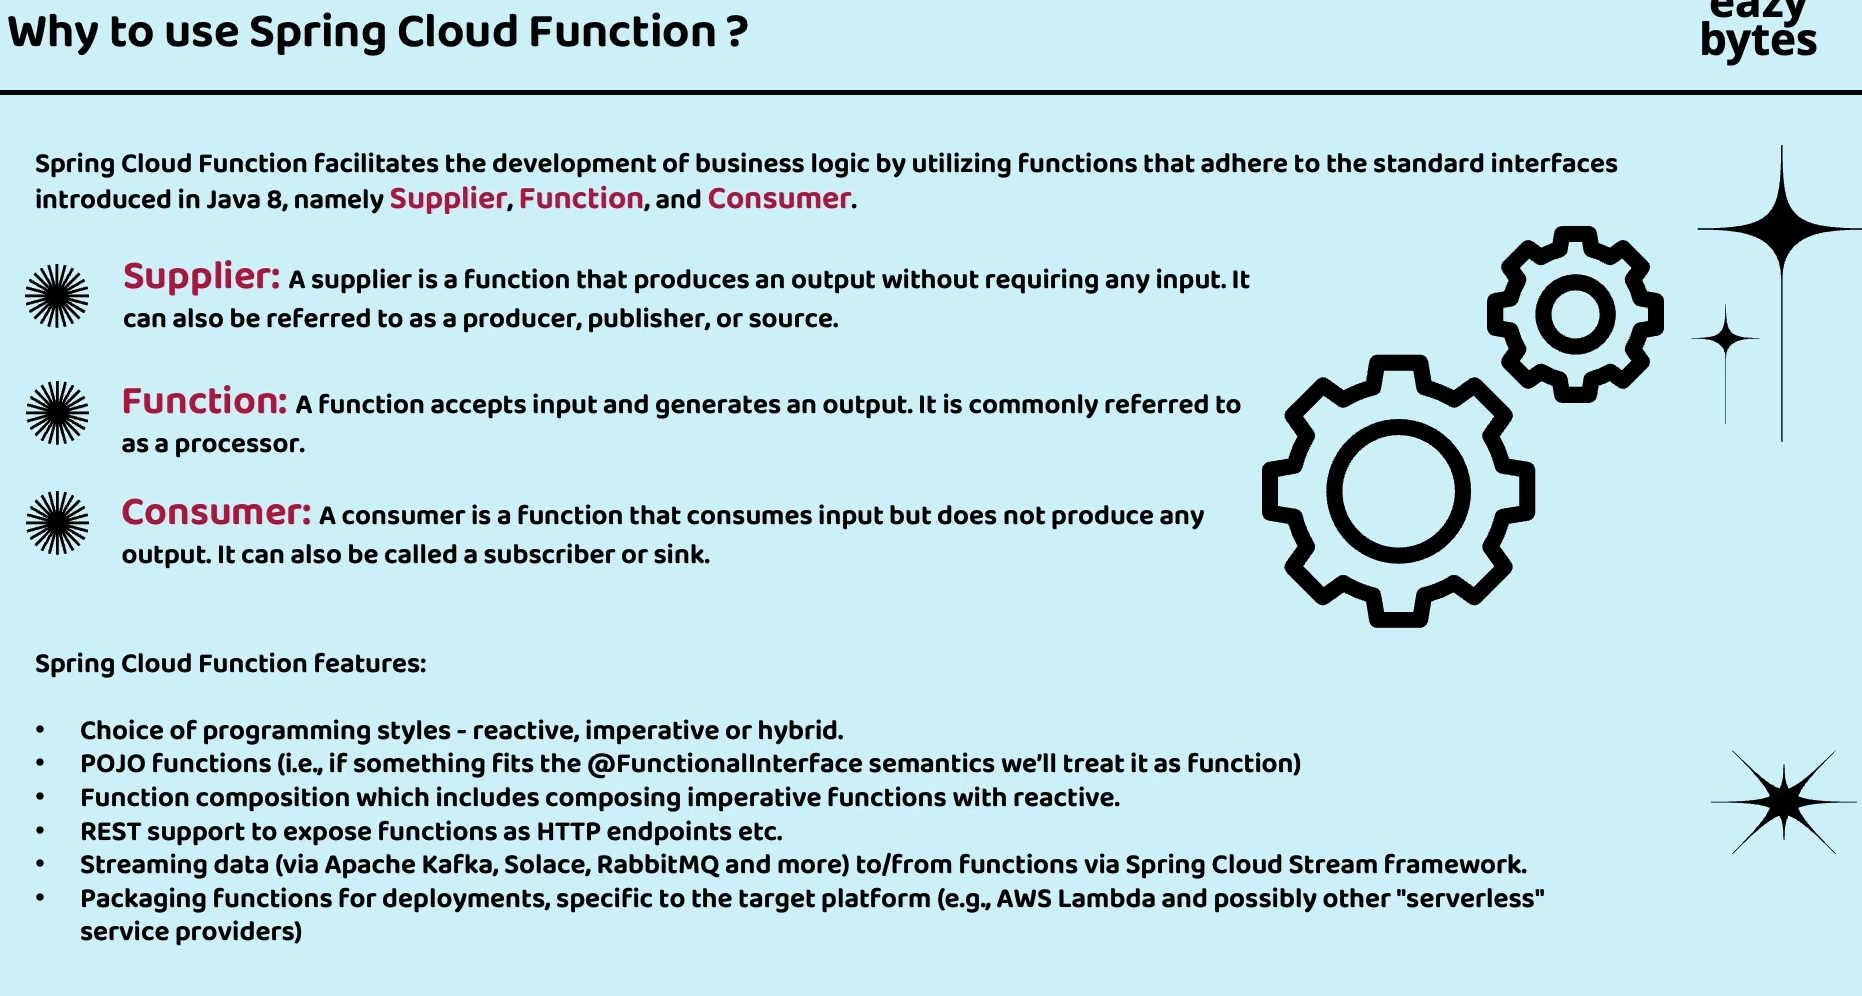 Why to use Spring Cloud Function ?
eazy
bytes
Spring Cloud Function facilitates the development of business logic by utilizing functions that adhere to the standard interfaces
introduced in Java 8, namely Supplier, Function, and Consumer.
Supplier: A supplier is a function that produces an output without requiring any input. It
can also be referred to as a producer, publisher, or source.
Function: A function accepts input and generates an output. It is commonly referred to
as a processor.
Consumer: A consumer is a function that consumes input but does not produce any
output. It can also be called a subscriber or sink.
Spring Cloud Function features:
• Choice of programming styles - reactive, imperative or hybrid.
• POJO functions (i.e., if something fits the @FunctionalInterface semantics we’ll treat it as function)
• Function composition which includes composing imperative functions with reactive.
• REST support to expose functions as HTTP endpoints etc.
• Streaming data (via Apache Kafka, Solace, RabbitMQ and more) to/from functions via Spring Cloud Stream framework.
• Packaging functions for deployments, specific to the target platform (e.g., AWS Lambda and possibly other "serverless"
service providers)